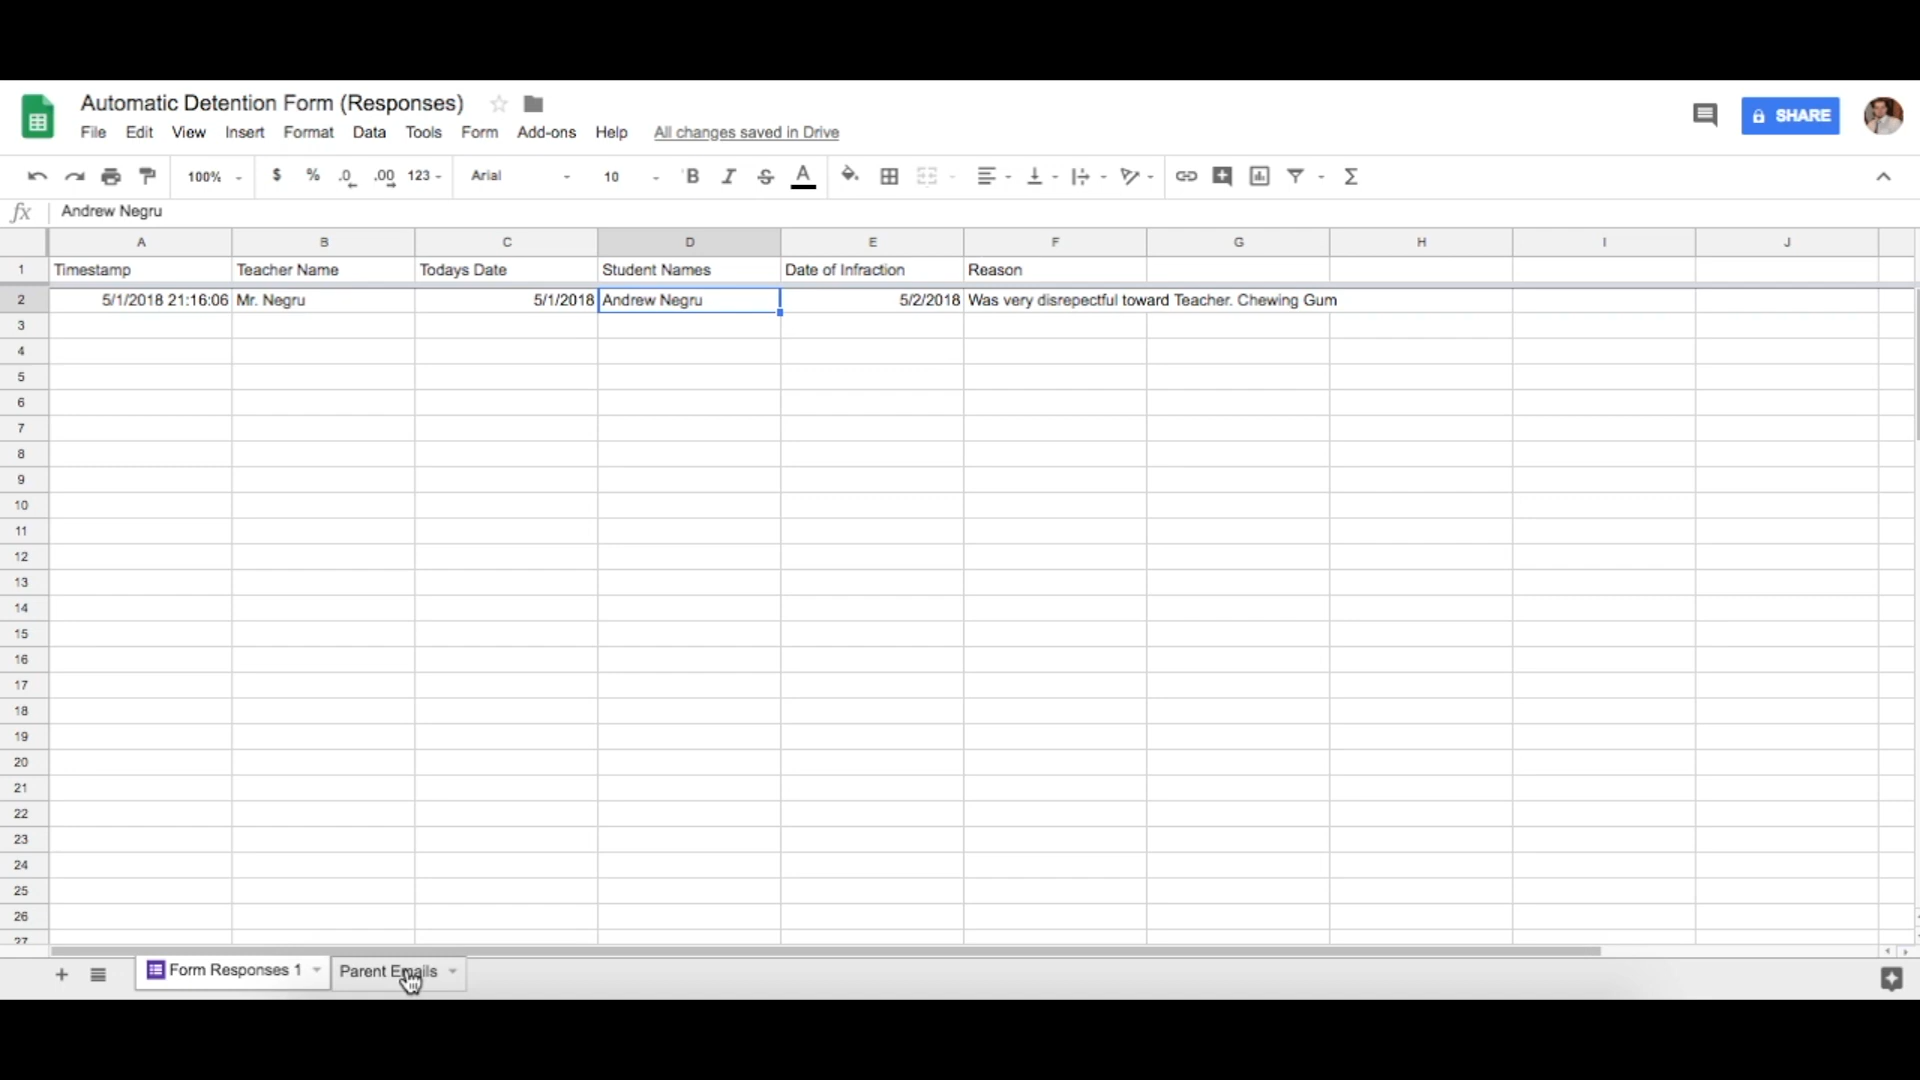 Automatic Detention Form (Responses)
File Edit View Insert Format Data Tools Form Add-ons Help All changes saved in Drive
SHARE
100% $ % .0 .00 123 Arial 10 B I S A
fx Andrew Negru
A B C D E F G H I J
1 Timestamp Teacher Name Todays Date Student Names Date of Infraction Reason
2 5/1/2018 21:16:06 Mr. Negru 5/1/2018 Andrew Negru 5/2/2018 Was very disrepectful toward Teacher. Chewing Gum
3
4
5
6
7
8
9
10
11
12
13
14
15
16
17
18
19
20
21
22
23
24
25
26
27
Form Responses 1 Parent Emails